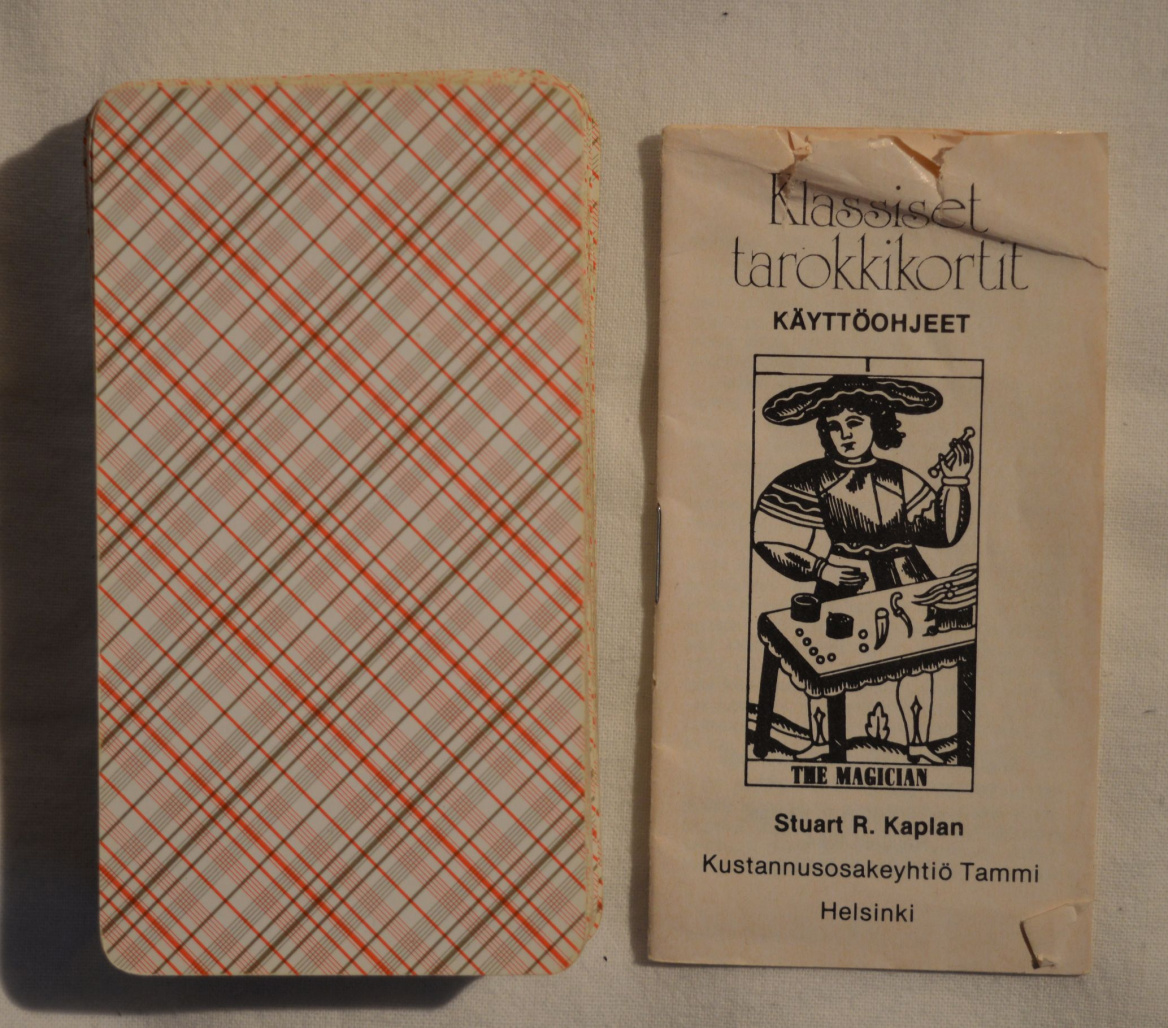 Klassiset
tarokkikortit
KÄYTTÖOHJEET
THE MAGICIAN
Stuart R. Kaplan
Kustannusosakeyhtiö Tammi
Helsinki